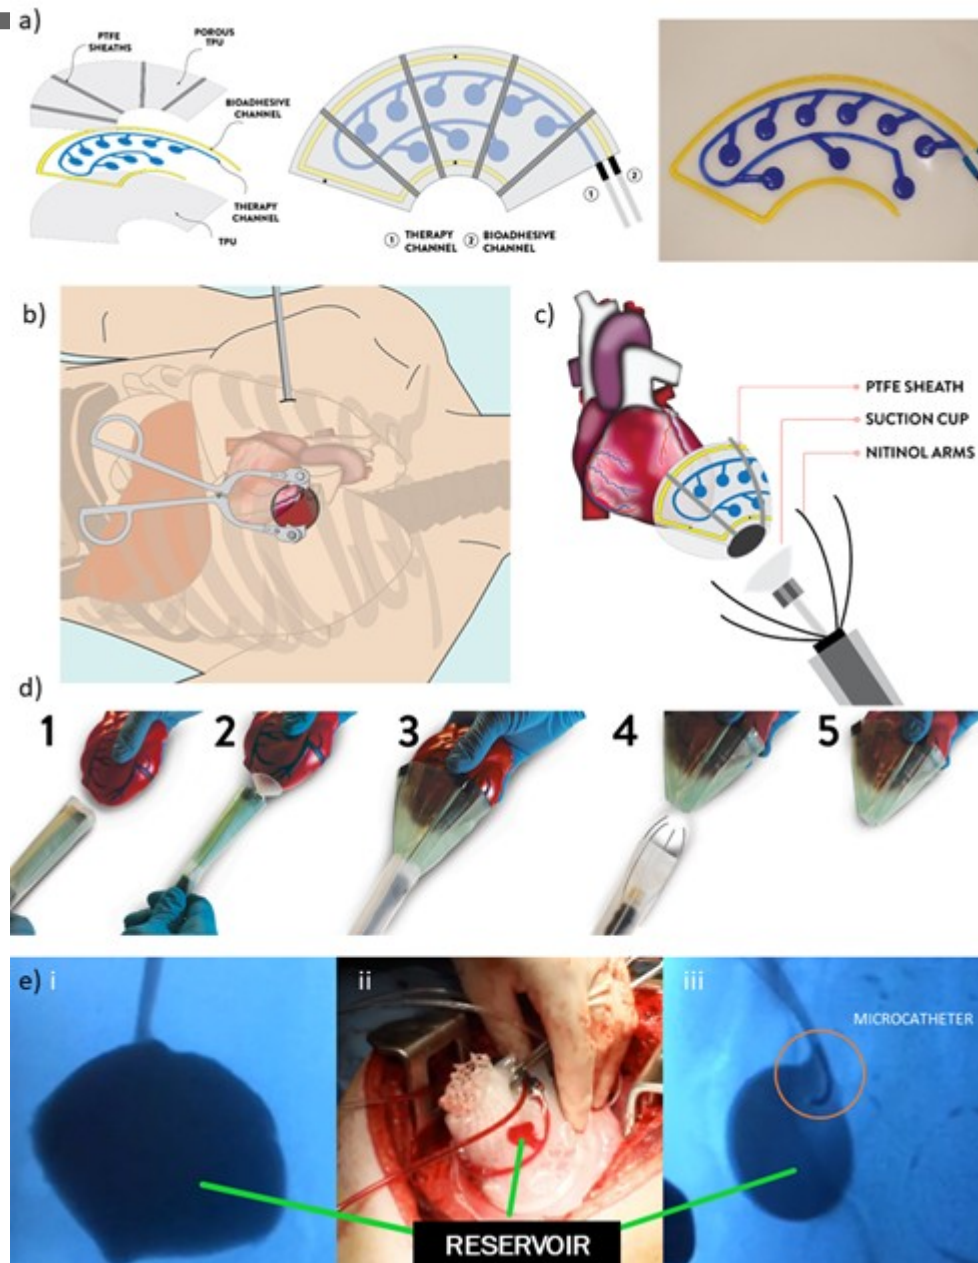 a)
PTFE
SHEATHS
POROUS
TPU
BIOADHESIVE
CHANNEL
THERAPY
CHANNEL
TPU
1
2
1 THERAPY
CHANNEL
2 BIOADHESIVE
CHANNEL
b)
c)
PTFE SHEATH
SUCTION CUP
NITINOL ARMS
d)
1
2
3
4
5
e) i
ii
iii
MICROCATHETER
RESERVOIR